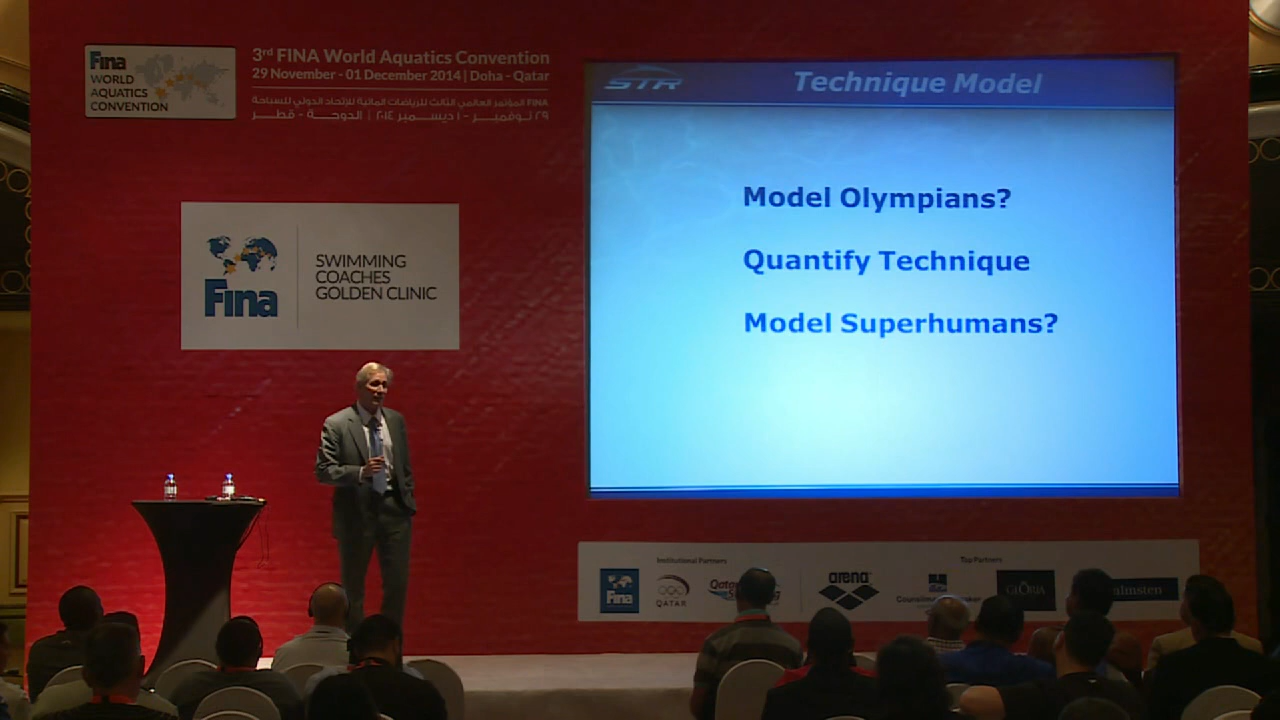 Fina
WORLD
AQUATICS
CONVENTION
3rd FINA World Aquatics Convention
29 November - 01 December 2014 | Doha - Qatar
FINA المؤتمر العالمي الثالث للرياضات المائية للإتحاد الدولي للسباحة
٢٩ نوفمبر - ١ ديسمبر ٢٠١٤ | الدوحة - قطر
Fina
SWIMMING
COACHES
GOLDEN CLINIC
STR
Technique Model
Model Olympians?
Quantify Technique
Model Superhumans?
Institutional Partners
Top Partners
Fina
QATAR
Qatar
arena
GLORIA
almsten